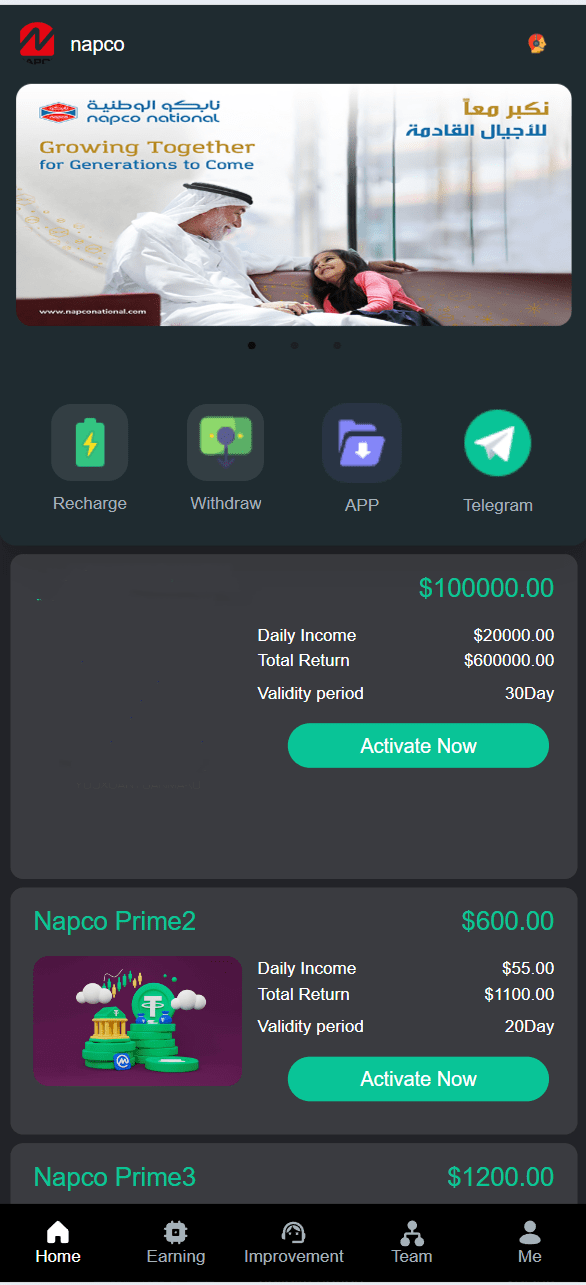 napco
نابكو الوطنية
napco national
نكبر معاً
للأجيال القادمة
Growing Together
for Generations to Come
www.napconational.com
Recharge
Withdraw
APP
Telegram
$100000.00
Daily Income $20000.00
Total Return $600000.00
Validity period 30Day
Activate Now
Napco Prime2 $600.00
Daily Income $55.00
Total Return $1100.00
Validity period 20Day
Activate Now
Napco Prime3 $1200.00
Home
Earning
Improvement
Team
Me